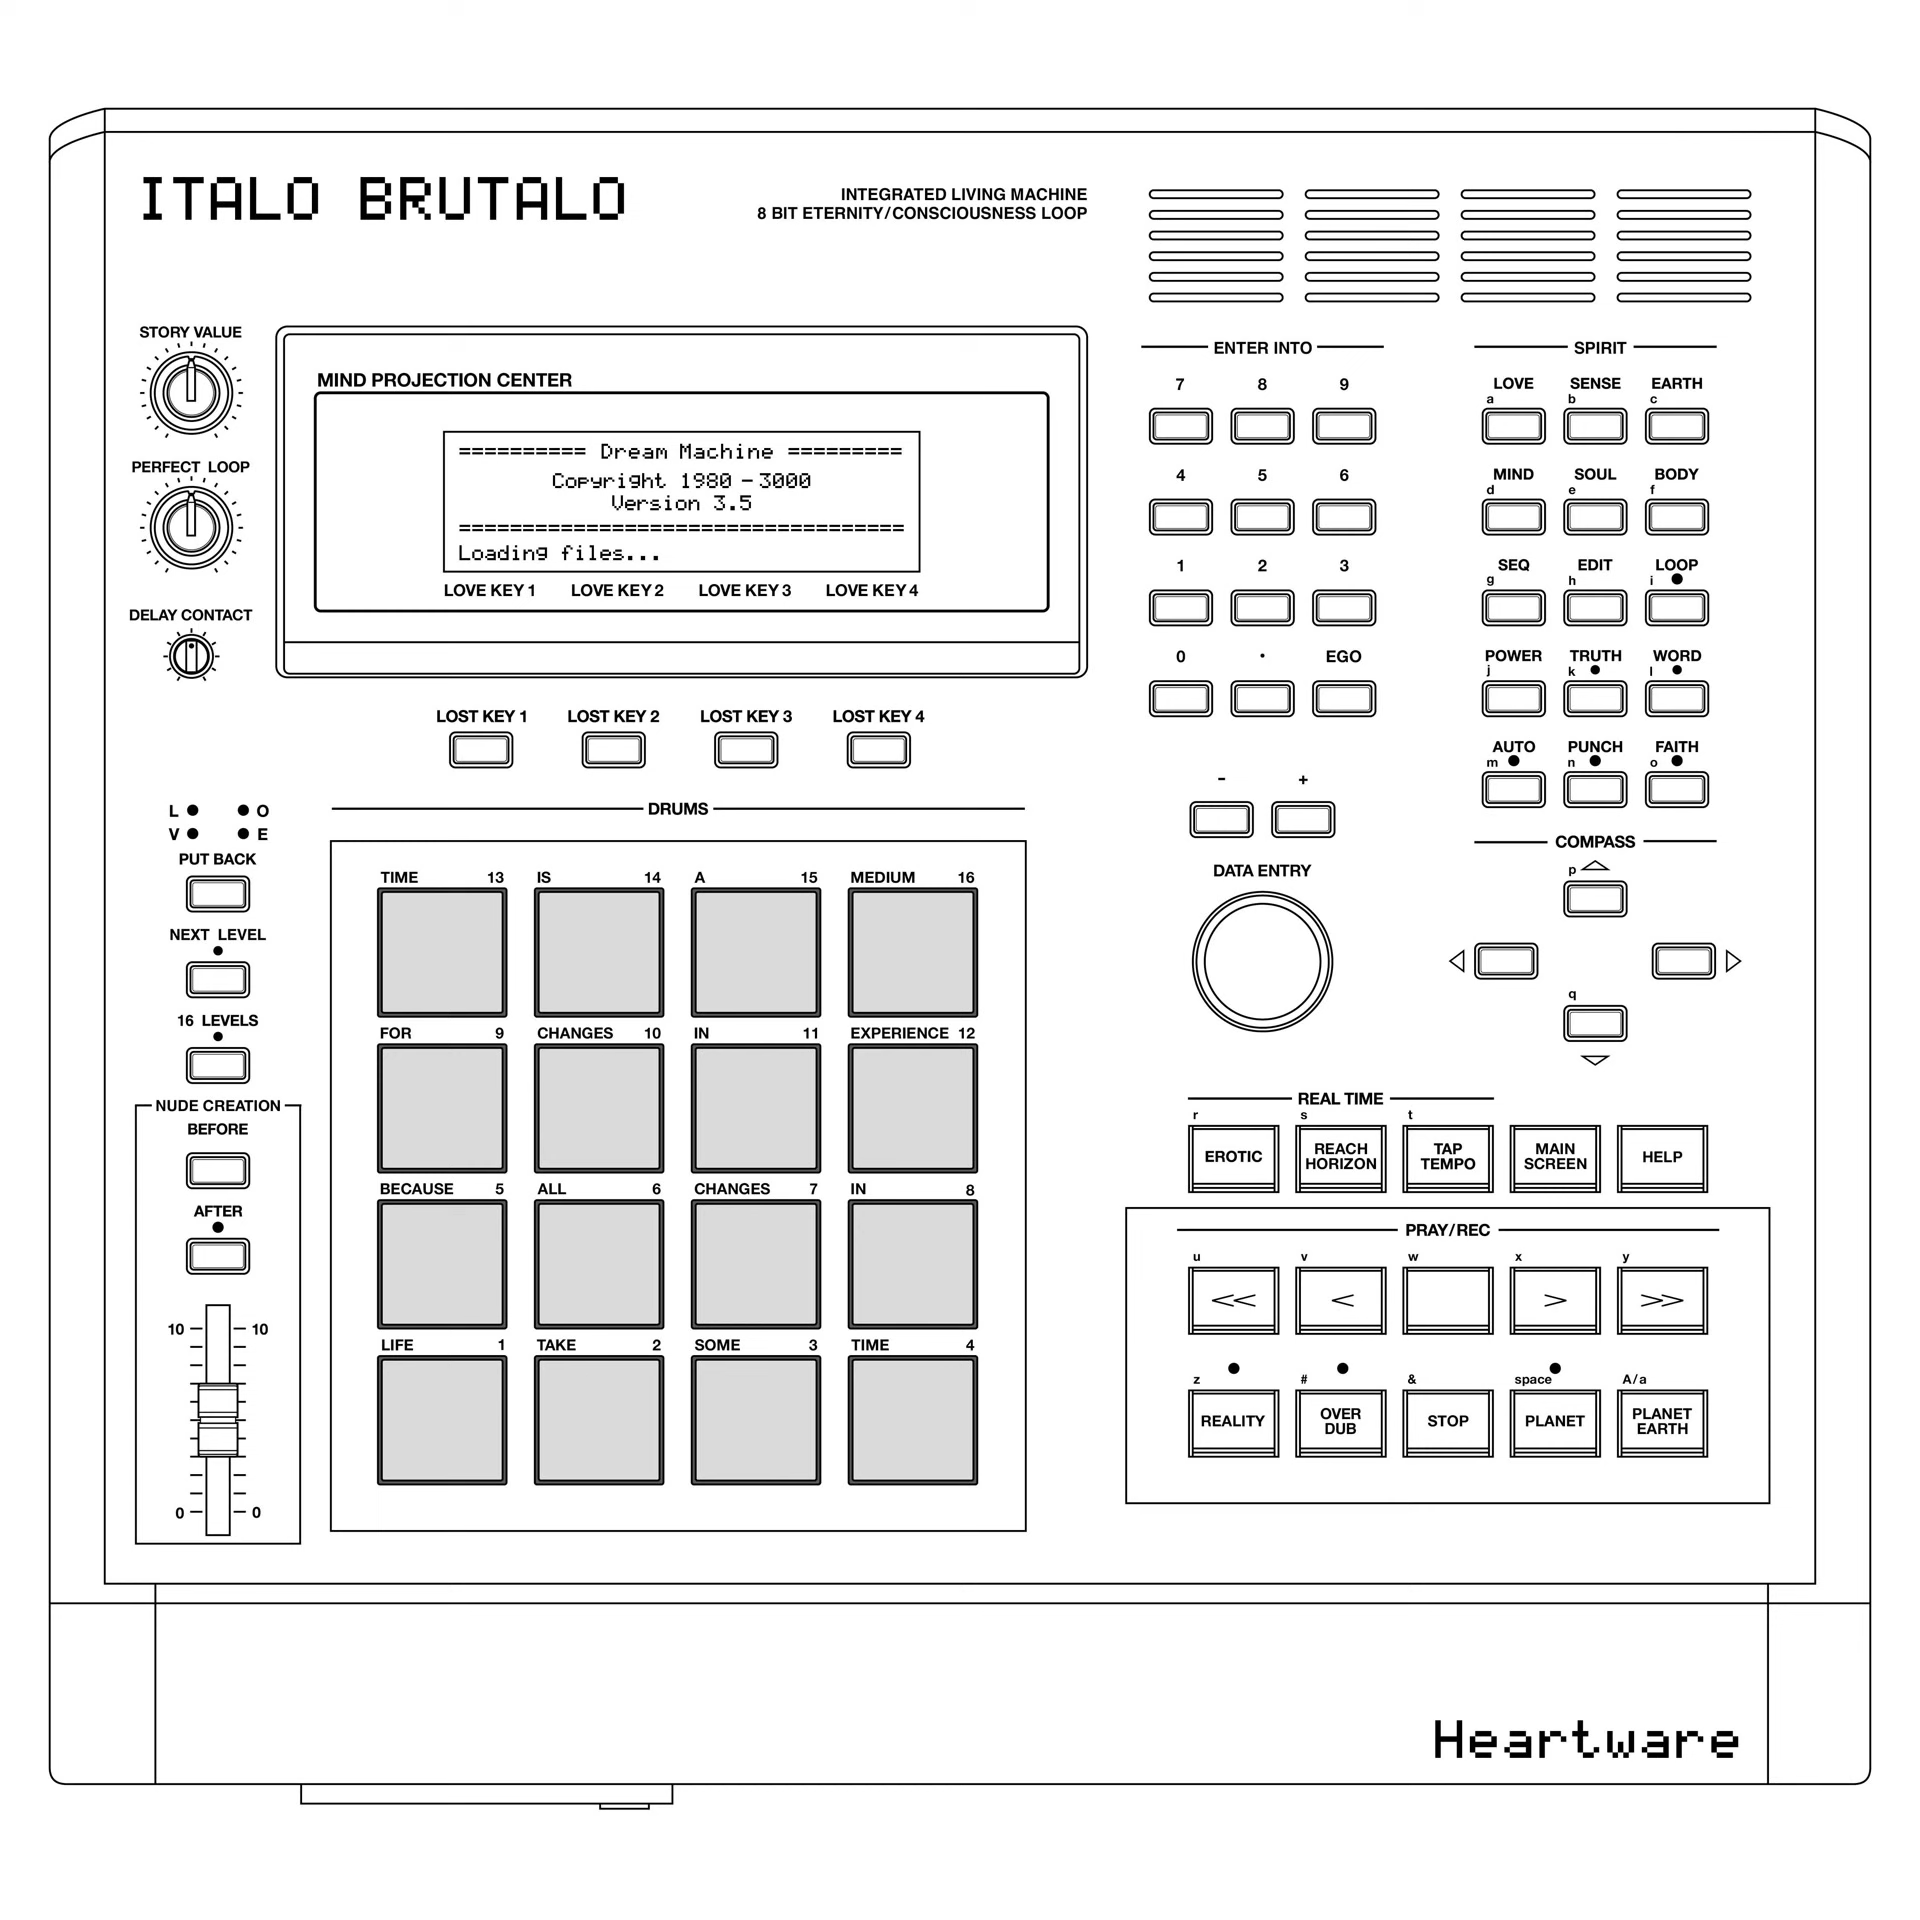 ITALO BRUTALO
INTEGRATED LIVING MACHINE
8 BIT ETERNITY/CONSCIOUSNESS LOOP
STORY VALUE
PERFECT LOOP
DELAY CONTACT
MIND PROJECTION CENTER
========== Dream Machine =========
Copyright 1980 - 3000
Version 3.5
===================================
Loading files...
LOVE KEY 1 LOVE KEY 2 LOVE KEY 3 LOVE KEY 4
LOST KEY 1 LOST KEY 2 LOST KEY 3 LOST KEY 4
L O
V E
PUT BACK
NEXT LEVEL
16 LEVELS
NUDE CREATION
BEFORE
AFTER
10 10
0 0
DRUMS
TIME 13 IS 14 A 15 MEDIUM 16
FOR 9 CHANGES 10 IN 11 EXPERIENCE 12
BECAUSE 5 ALL 6 CHANGES 7 IN 8
LIFE 1 TAKE 2 SOME 3 TIME 4
ENTER INTO
7 8 9
4 5 6
1 2 3
0 . EGO
- +
DATA ENTRY
SPIRIT
LOVE SENSE EARTH
a b c
MIND SOUL BODY
d e f
SEQ EDIT LOOP
g h i
POWER TRUTH WORD
j k l
AUTO PUNCH FAITH
m n o
COMPASS
p
q
REAL TIME
r s t
EROTIC REACH HORIZON TAP TEMPO MAIN SCREEN HELP
PRAY/REC
u v w x y
<< < > >>
z # & space A/a
REALITY OVER DUB STOP PLANET PLANET EARTH
Heartware